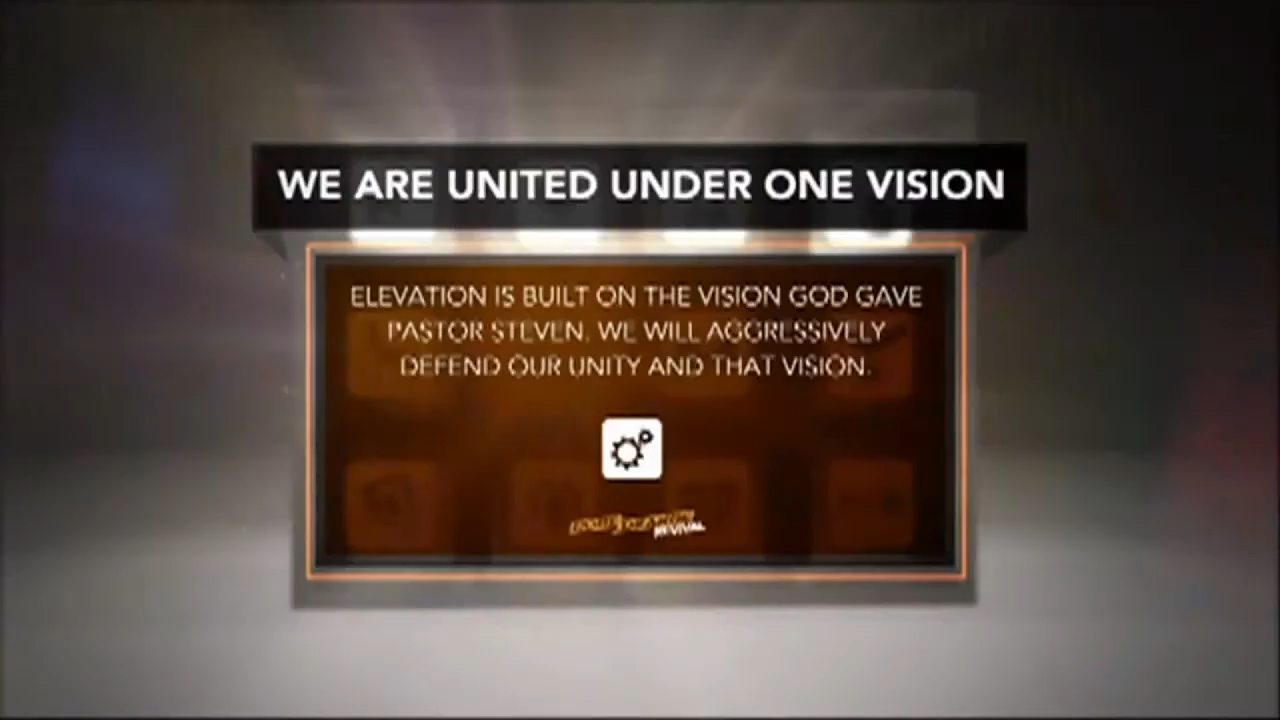 WE ARE UNITED UNDER ONE VISION
ELEVATION IS BUILT ON THE VISION GOD GAVE
PASTOR STEVEN. WE WILL AGGRESSIVELY
DEFEND OUR UNITY AND THAT VISION.
REVIVAL